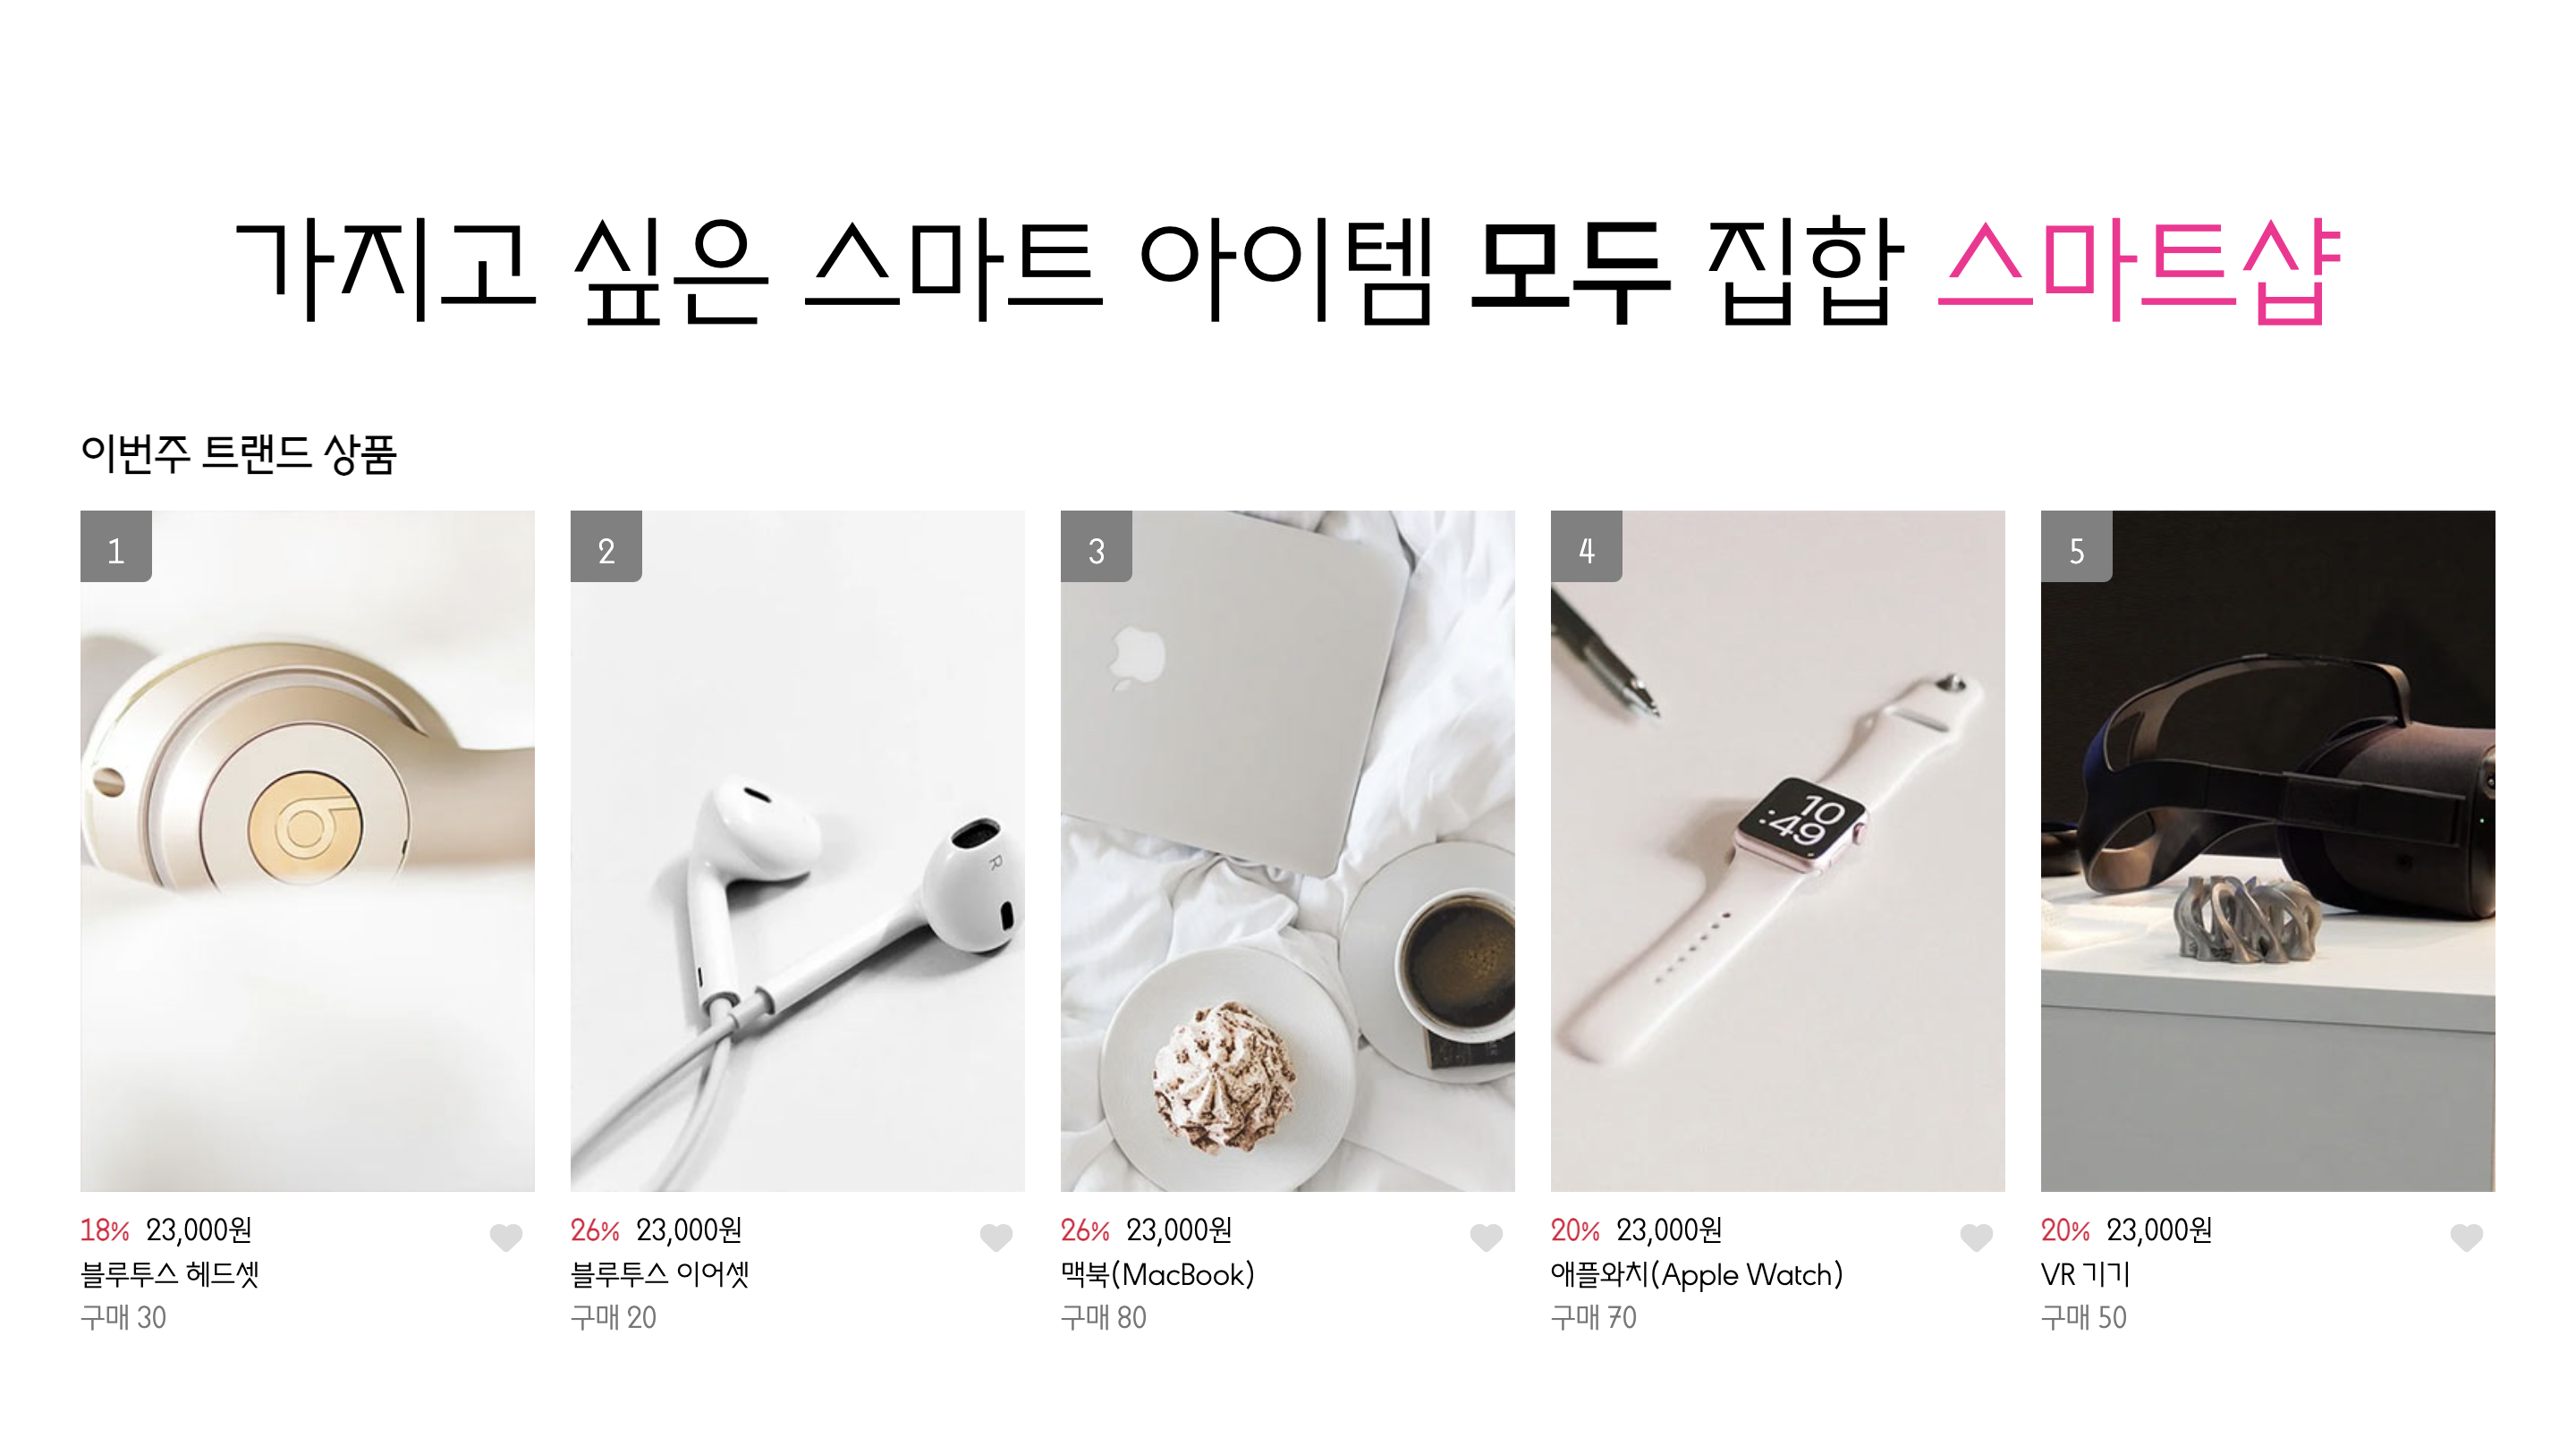 가지고 싶은 스마트 아이템 모두 집합 스마트샵
이번주 트랜드 상품
1
2
3
4
5
R
10
:49
18% 23,000원
블루투스 헤드셋
구매 30
26% 23,000원
블루투스 이어셋
구매 20
26% 23,000원
맥북(MacBook)
구매 80
20% 23,000원
애플와치(Apple Watch)
구매 70
20% 23,000원
VR 기기
구매 50